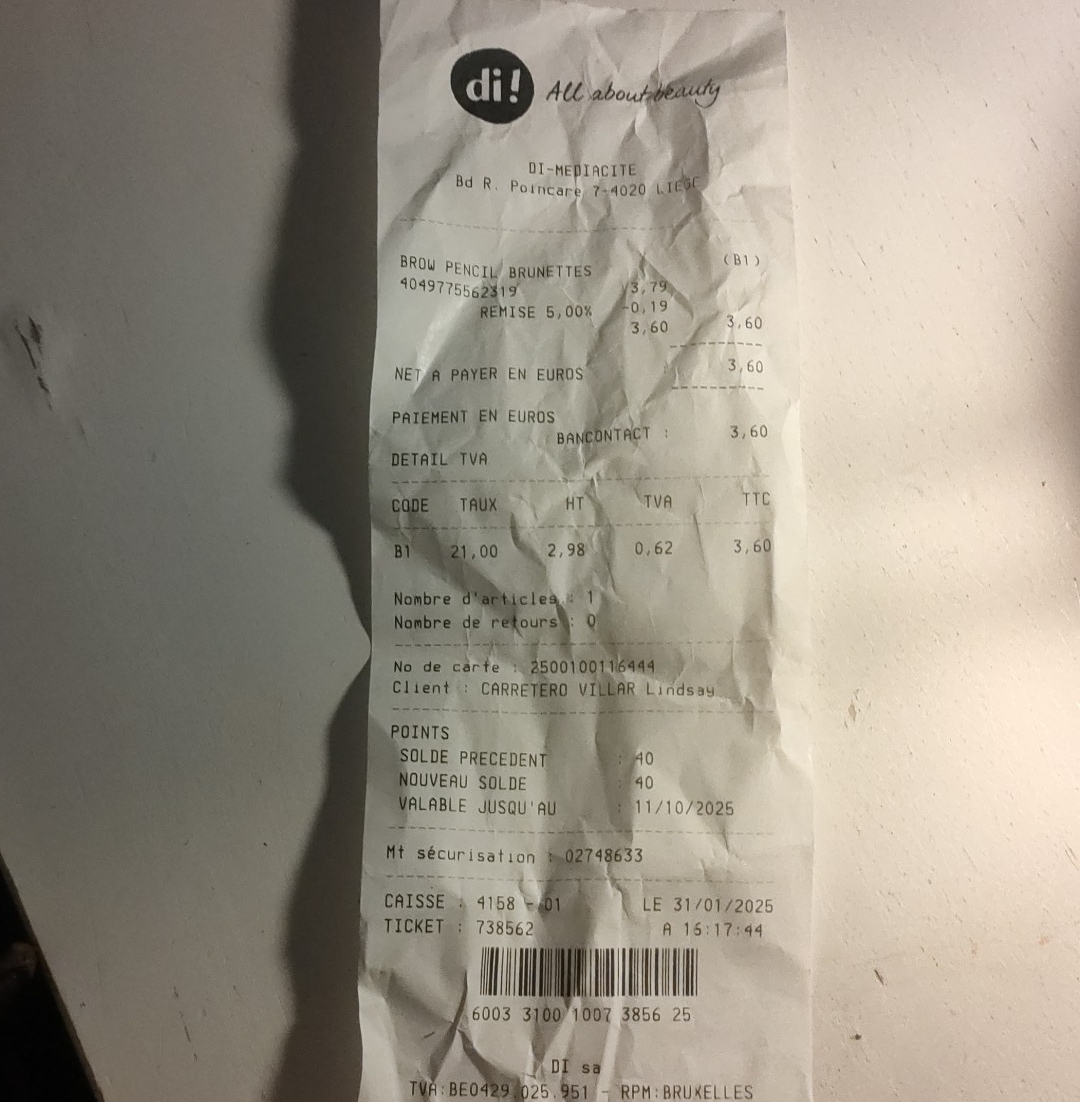 di! All about beauty
DI-MEDIACITE
Bd R. Poincare 7-4020 LIEGE
(B1)
BROW PENCIL BRUNETTES
4049775562319 3,79
REMISE 5,00% -0,19
3,60 3,60
NET A PAYER EN EUROS 3,60
PAIEMENT EN EUROS
BANCONTACT : 3,60
DETAIL TVA
CODE TAUX HT TVA TTC
B1 21,00 2,98 0,62 3,60
Nombre d'articles : 1
Nombre de retours : 0
No de carte : 2500100116444
Client : CARRETERO VILLAR Lindsay
POINTS
SOLDE PRECEDENT : 40
NOUVEAU SOLDE : 40
VALABLE JUSQU'AU : 11/10/2025
Mt sécurisation : 02748633
CAISSE : 4158 - 01 LE 31/01/2025
TICKET : 738562 A 16:17:44
6003 3100 1007 3856 25
DI sa
TVA:BE0429.025.951 - RPM:BRUXELLES